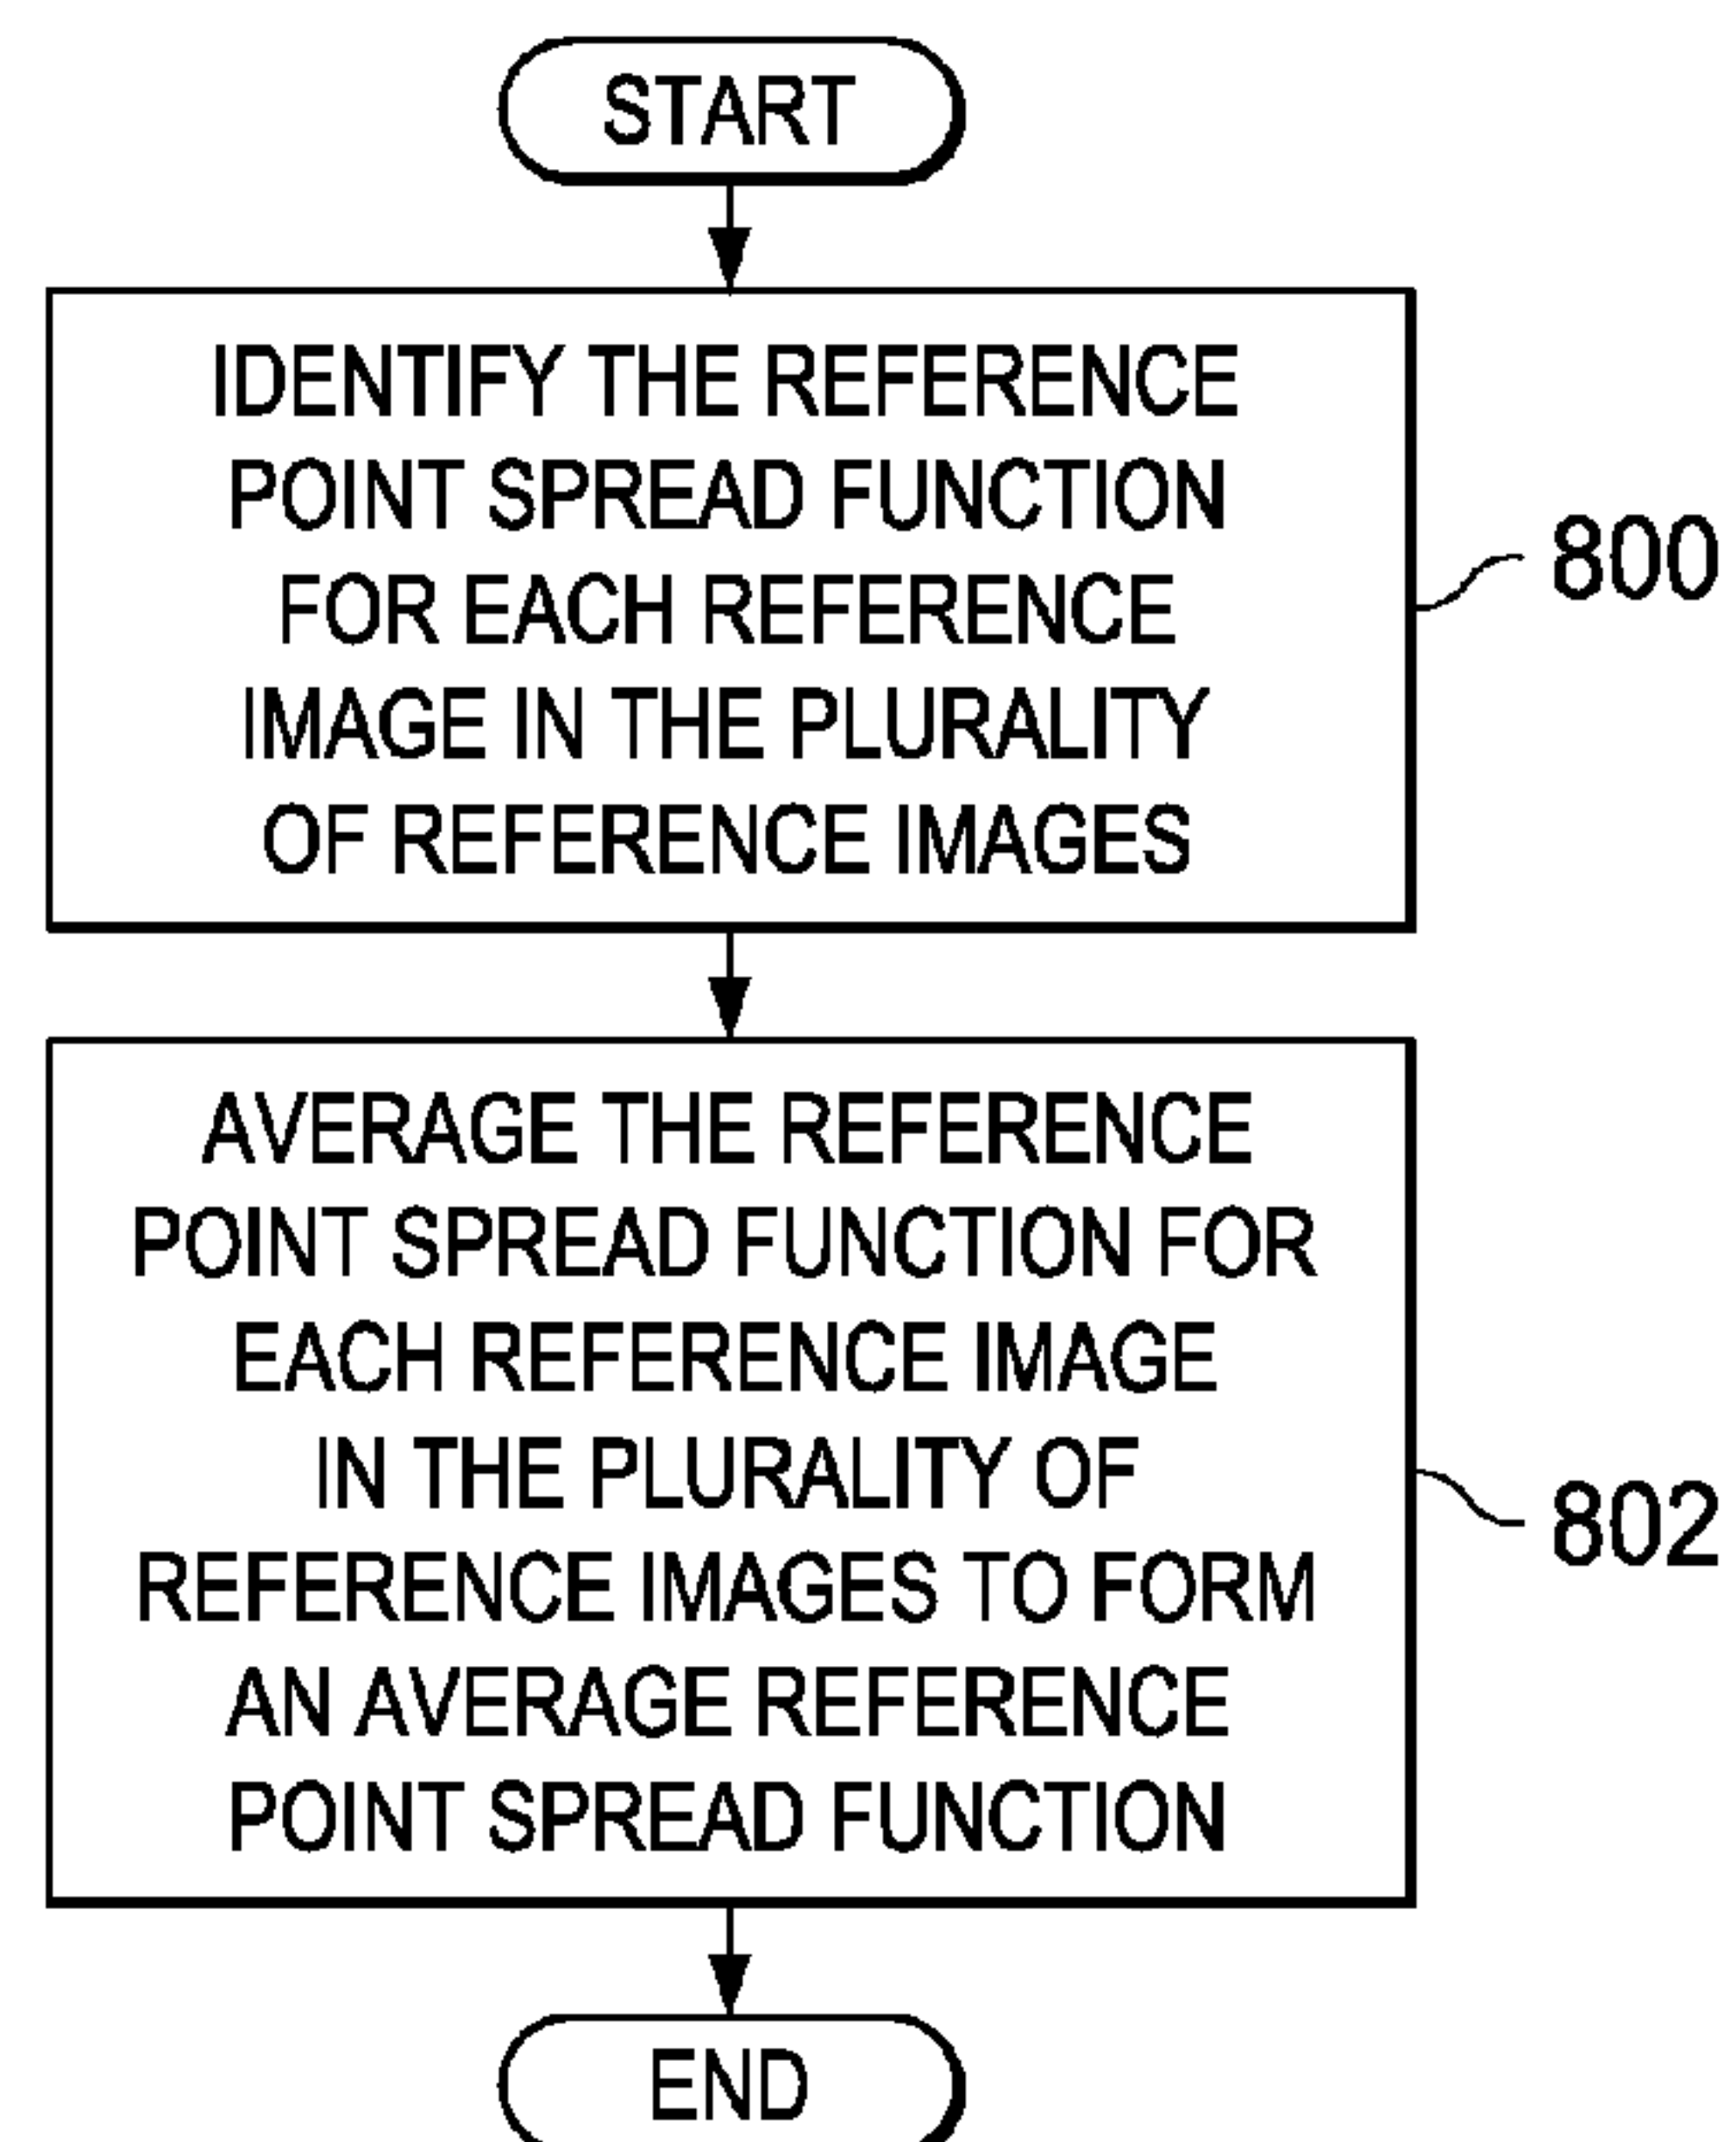 START
IDENTIFY THE REFERENCE
POINT SPREAD FUNCTION
FOR EACH REFERENCE
IMAGE IN THE PLURALITY
OF REFERENCE IMAGES
800
AVERAGE THE REFERENCE
POINT SPREAD FUNCTION FOR
EACH REFERENCE IMAGE
IN THE PLURALITY OF
REFERENCE IMAGES TO FORM
AN AVERAGE REFERENCE
POINT SPREAD FUNCTION
802
END